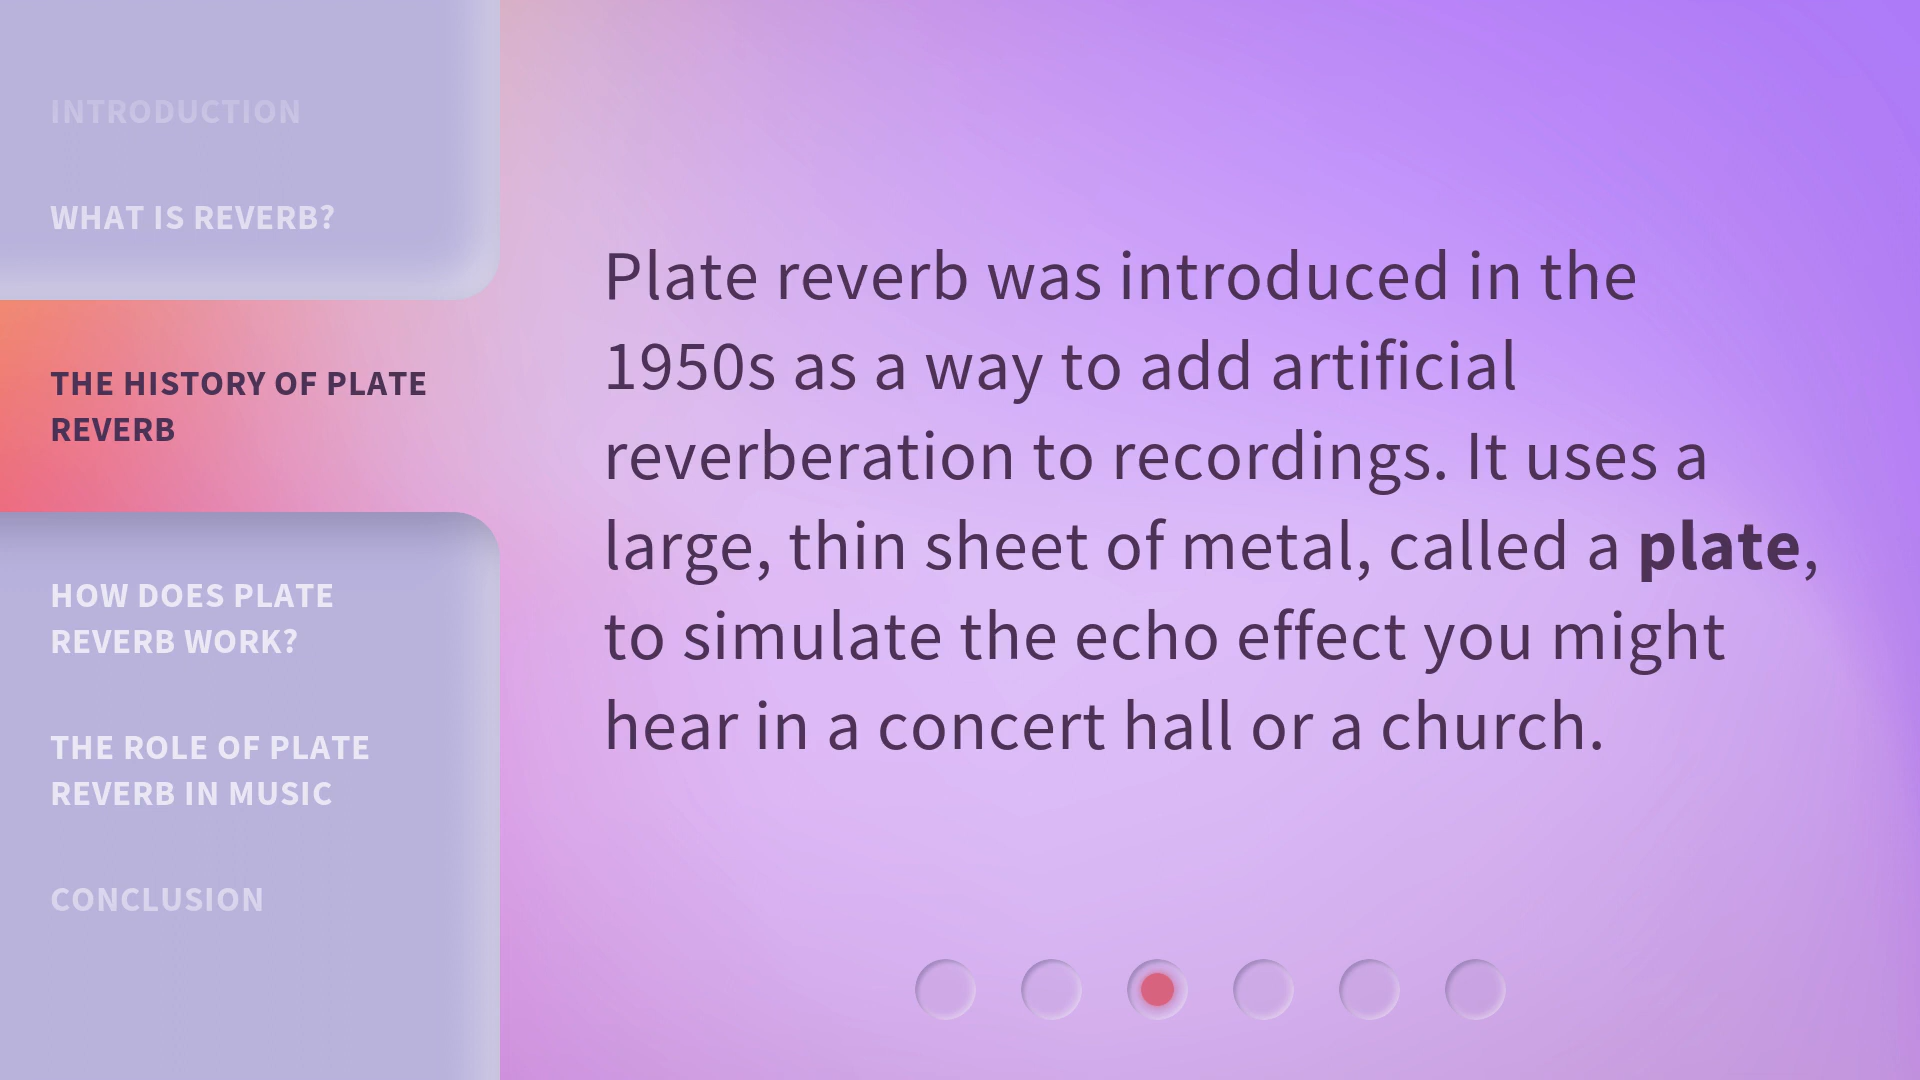 INTRODUCTION
WHAT IS REVERB?
THE HISTORY OF PLATE
REVERB
HOW DOES PLATE
REVERB WORK?
THE ROLE OF PLATE
REVERB IN MUSIC
CONCLUSION
Plate reverb was introduced in the
1950s as a way to add artificial
reverberation to recordings. It uses a
large, thin sheet of metal, called a plate,
to simulate the echo effect you might
hear in a concert hall or a church.